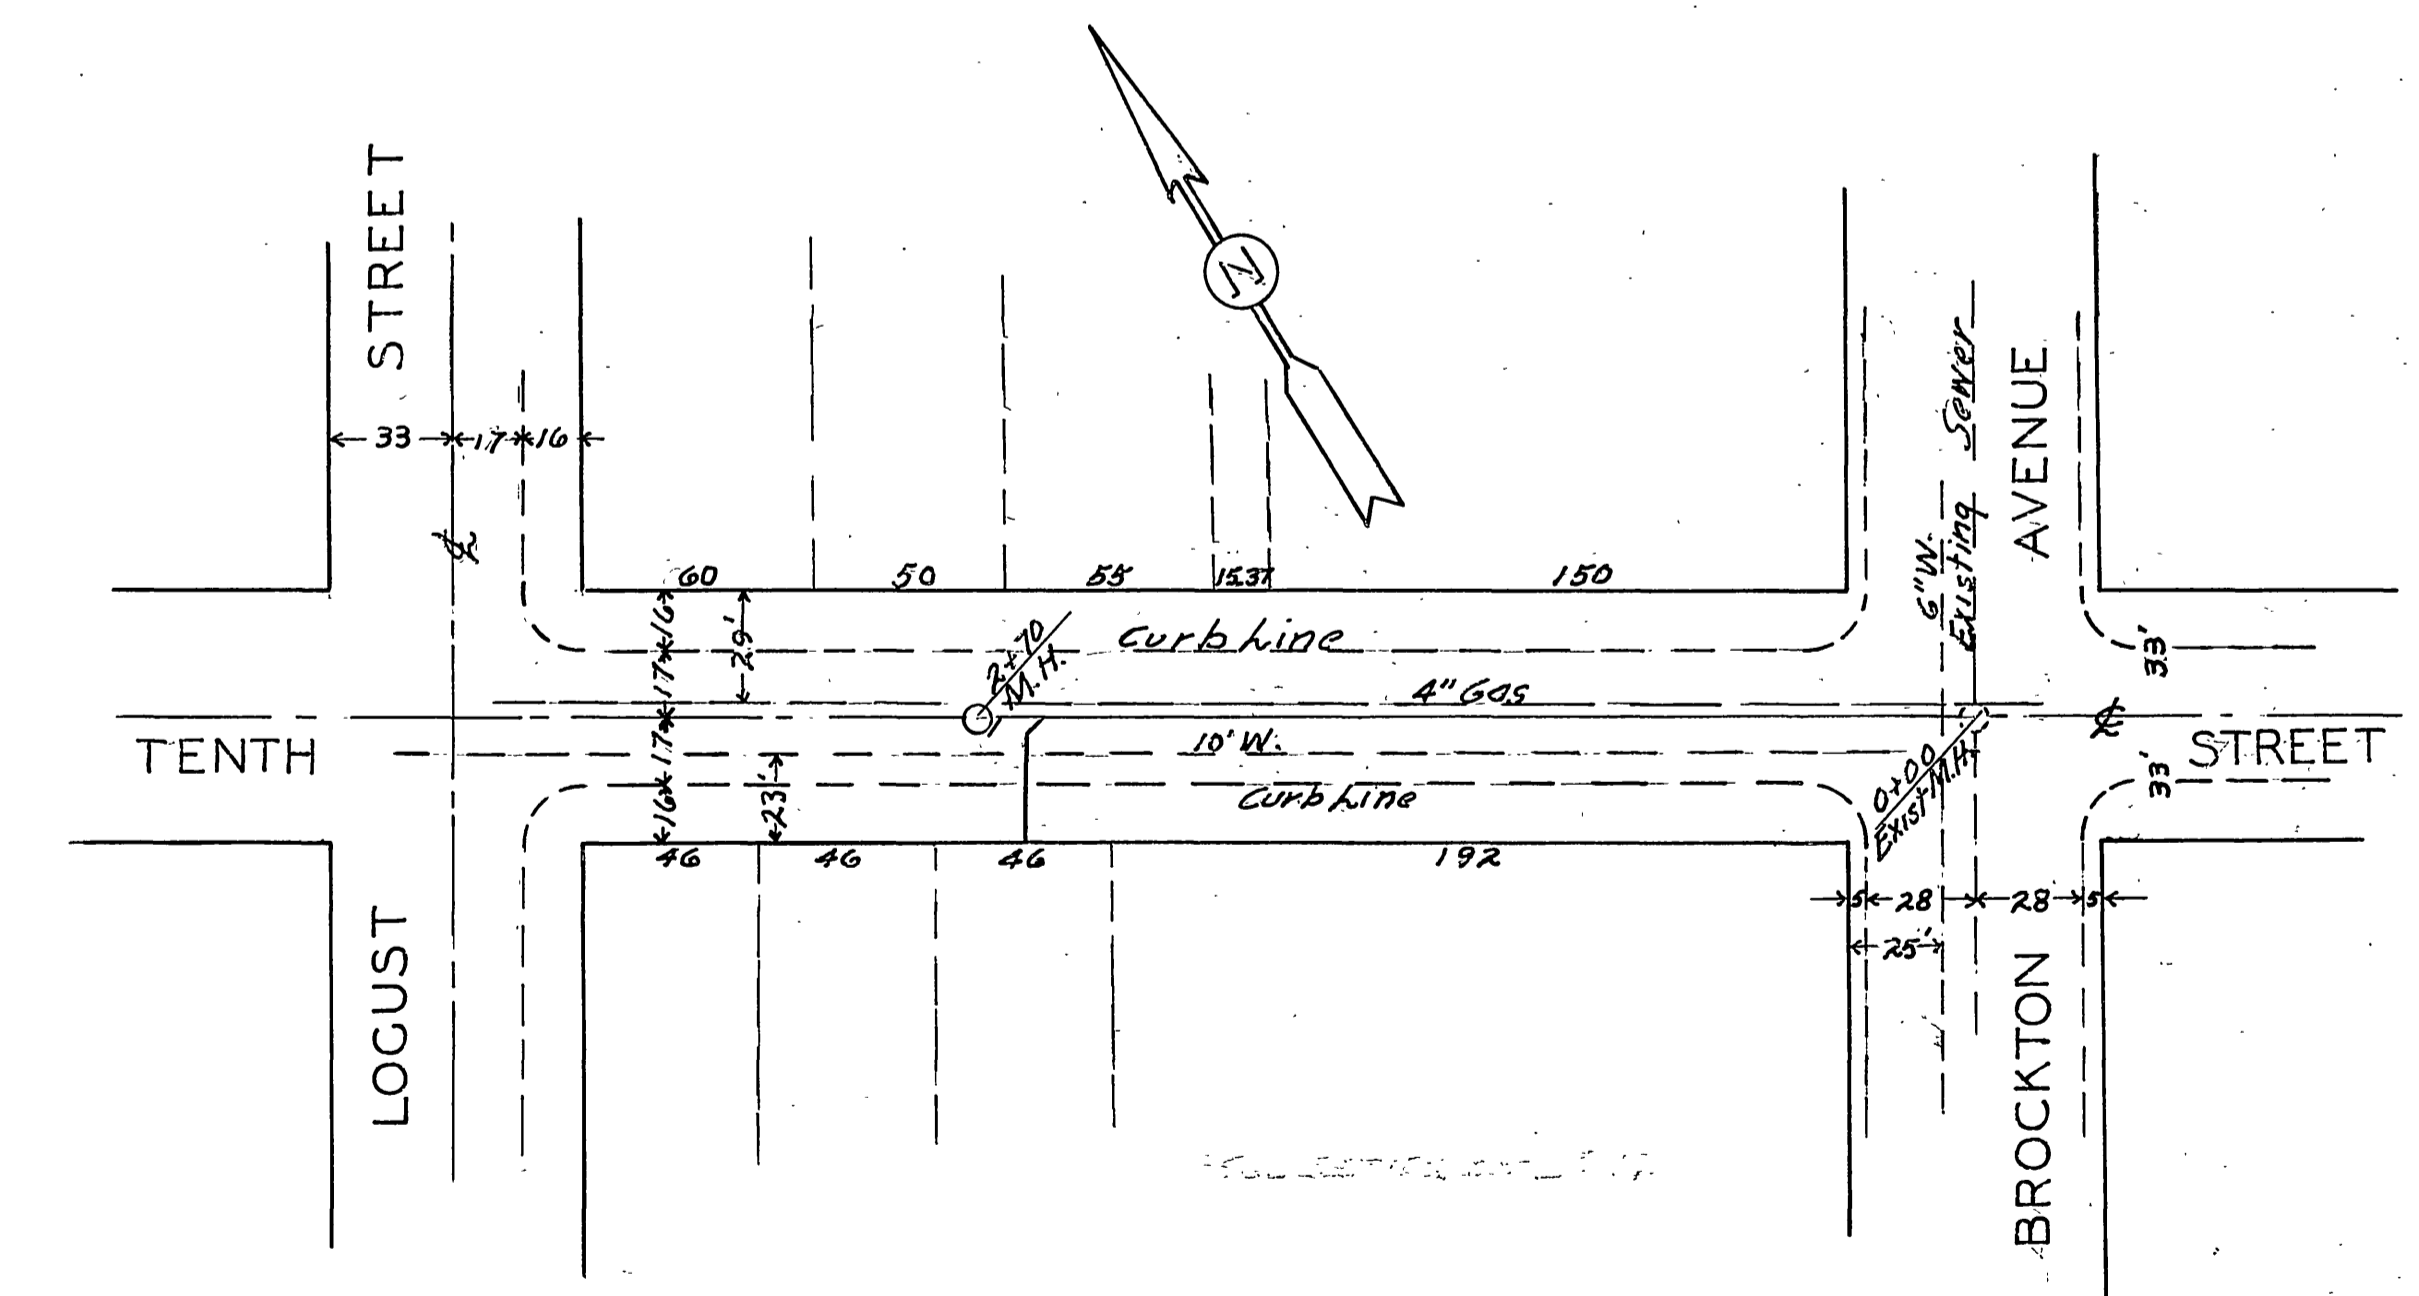 STREET
33 17 16
N
AVENUE
Existing Sewer
6"W.
℄
60 50 55 15.37 150
16
17
17
16
29'
23'
2+70
M.H.
Curb Line
4" Gas
10" W.
Curb Line
TENTH
STREET
℄
33'
33'
0+00
Exist M.H.
46 46 46 192
5 28 28 5
25'
LOCUST
BROCKTON